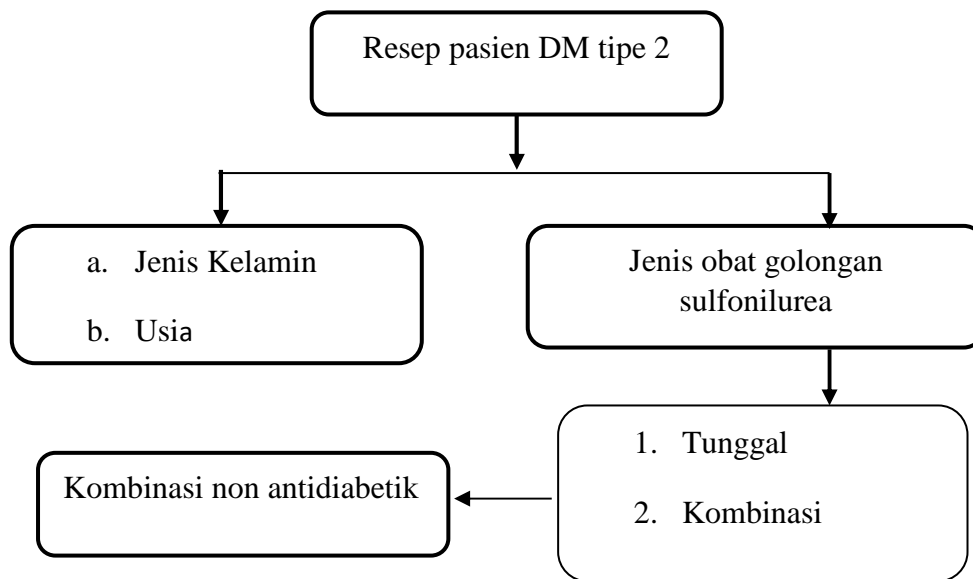 Resep pasien DM tipe 2
a. Jenis Kelamin
b. Usia
Jenis obat golongan
sulfonilurea
1. Tunggal
2. Kombinasi
Kombinasi non antidiabetik